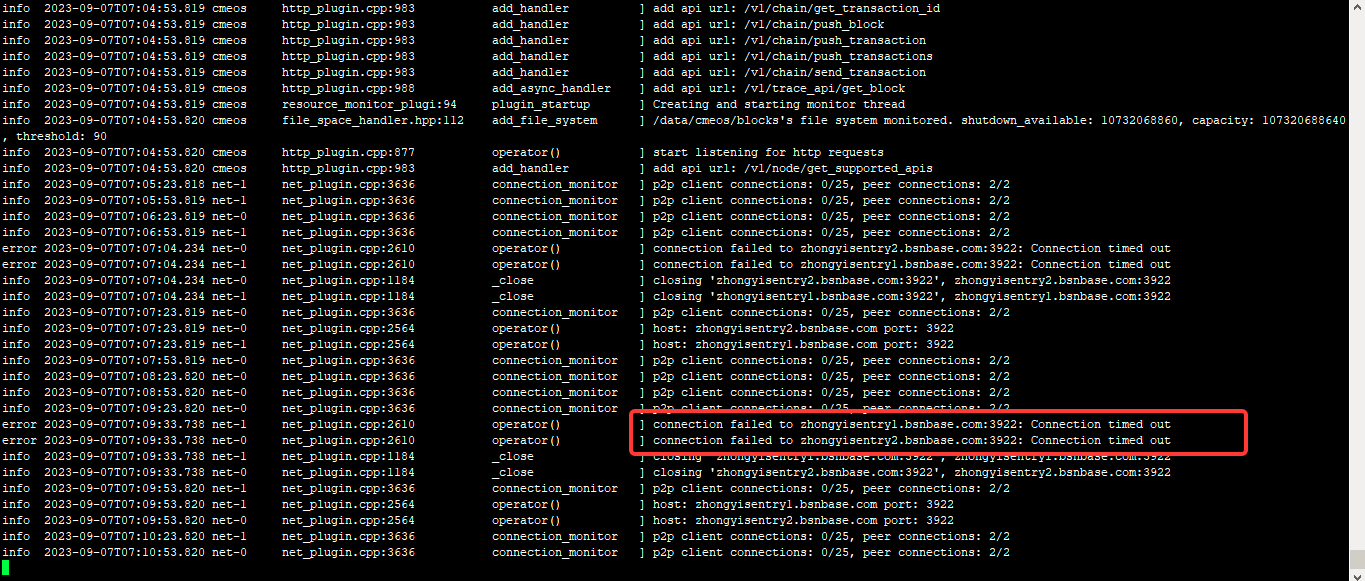 info 2023-09-07T07:04:53.819 cmeos http_plugin.cpp:983 add_handler ] add api url: /v1/chain/get_transaction_id
info 2023-09-07T07:04:53.819 cmeos http_plugin.cpp:983 add_handler ] add api url: /v1/chain/push_block
info 2023-09-07T07:04:53.819 cmeos http_plugin.cpp:983 add_handler ] add api url: /v1/chain/push_transaction
info 2023-09-07T07:04:53.819 cmeos http_plugin.cpp:983 add_handler ] add api url: /v1/chain/push_transactions
info 2023-09-07T07:04:53.819 cmeos http_plugin.cpp:983 add_handler ] add api url: /v1/chain/send_transaction
info 2023-09-07T07:04:53.819 cmeos http_plugin.cpp:988 add_async_handler ] add api url: /v1/trace_api/get_block
info 2023-09-07T07:04:53.819 cmeos resource_monitor_plugi:94 plugin_startup ] Creating and starting monitor thread
info 2023-09-07T07:04:53.820 cmeos file_space_handler.hpp:112 add_file_system ] /data/cmeos/blocks's file system monitored. shutdown_available: 10732068860, capacity: 107320688640
, threshold: 90
info 2023-09-07T07:04:53.820 cmeos http_plugin.cpp:877 operator() ] start listening for http requests
info 2023-09-07T07:04:53.820 cmeos http_plugin.cpp:983 add_handler ] add api url: /v1/node/get_supported_apis
info 2023-09-07T07:05:23.818 net-1 net_plugin.cpp:3636 connection_monitor ] p2p client connections: 0/25, peer connections: 2/2
info 2023-09-07T07:05:53.819 net-1 net_plugin.cpp:3636 connection_monitor ] p2p client connections: 0/25, peer connections: 2/2
info 2023-09-07T07:06:23.819 net-0 net_plugin.cpp:3636 connection_monitor ] p2p client connections: 0/25, peer connections: 2/2
info 2023-09-07T07:06:53.819 net-1 net_plugin.cpp:3636 connection_monitor ] p2p client connections: 0/25, peer connections: 2/2
error 2023-09-07T07:07:04.234 net-0 net_plugin.cpp:2610 operator() ] connection failed to zhongyisentry2.bsnbase.com:3922: Connection timed out
error 2023-09-07T07:07:04.234 net-1 net_plugin.cpp:2610 operator() ] connection failed to zhongyisentry1.bsnbase.com:3922: Connection timed out
info 2023-09-07T07:07:04.234 net-0 net_plugin.cpp:1184 _close ] closing 'zhongyisentry2.bsnbase.com:3922', zhongyisentry2.bsnbase.com:3922
info 2023-09-07T07:07:04.234 net-1 net_plugin.cpp:1184 _close ] closing 'zhongyisentry1.bsnbase.com:3922', zhongyisentry1.bsnbase.com:3922
info 2023-09-07T07:07:23.819 net-0 net_plugin.cpp:3636 connection_monitor ] p2p client connections: 0/25, peer connections: 2/2
info 2023-09-07T07:07:23.819 net-0 net_plugin.cpp:2564 operator() ] host: zhongyisentry2.bsnbase.com port: 3922
info 2023-09-07T07:07:23.819 net-1 net_plugin.cpp:2564 operator() ] host: zhongyisentry1.bsnbase.com port: 3922
info 2023-09-07T07:07:53.819 net-1 net_plugin.cpp:3636 connection_monitor ] p2p client connections: 0/25, peer connections: 2/2
info 2023-09-07T07:08:23.820 net-0 net_plugin.cpp:3636 connection_monitor ] p2p client connections: 0/25, peer connections: 2/2
info 2023-09-07T07:08:53.820 net-0 net_plugin.cpp:3636 connection_monitor ] p2p client connections: 0/25, peer connections: 2/2
info 2023-09-07T07:09:23.820 net-0 net_plugin.cpp:3636 connection_monitor ] p2p client connections: 0/25, peer connections: 2/2
error 2023-09-07T07:09:33.738 net-1 net_plugin.cpp:2610 operator() ] connection failed to zhongyisentry1.bsnbase.com:3922: Connection timed out
error 2023-09-07T07:09:33.738 net-0 net_plugin.cpp:2610 operator() ] connection failed to zhongyisentry2.bsnbase.com:3922: Connection timed out
info 2023-09-07T07:09:33.738 net-1 net_plugin.cpp:1184 _close ] closing 'zhongyisentry1.bsnbase.com:3922', zhongyisentry1.bsnbase.com:3922
info 2023-09-07T07:09:33.738 net-0 net_plugin.cpp:1184 _close ] closing 'zhongyisentry2.bsnbase.com:3922', zhongyisentry2.bsnbase.com:3922
info 2023-09-07T07:09:53.820 net-1 net_plugin.cpp:3636 connection_monitor ] p2p client connections: 0/25, peer connections: 2/2
info 2023-09-07T07:09:53.820 net-1 net_plugin.cpp:2564 operator() ] host: zhongyisentry1.bsnbase.com port: 3922
info 2023-09-07T07:09:53.820 net-0 net_plugin.cpp:2564 operator() ] host: zhongyisentry2.bsnbase.com port: 3922
info 2023-09-07T07:10:23.820 net-1 net_plugin.cpp:3636 connection_monitor ] p2p client connections: 0/25, peer connections: 2/2
info 2023-09-07T07:10:53.820 net-0 net_plugin.cpp:3636 connection_monitor ] p2p client connections: 0/25, peer connections: 2/2